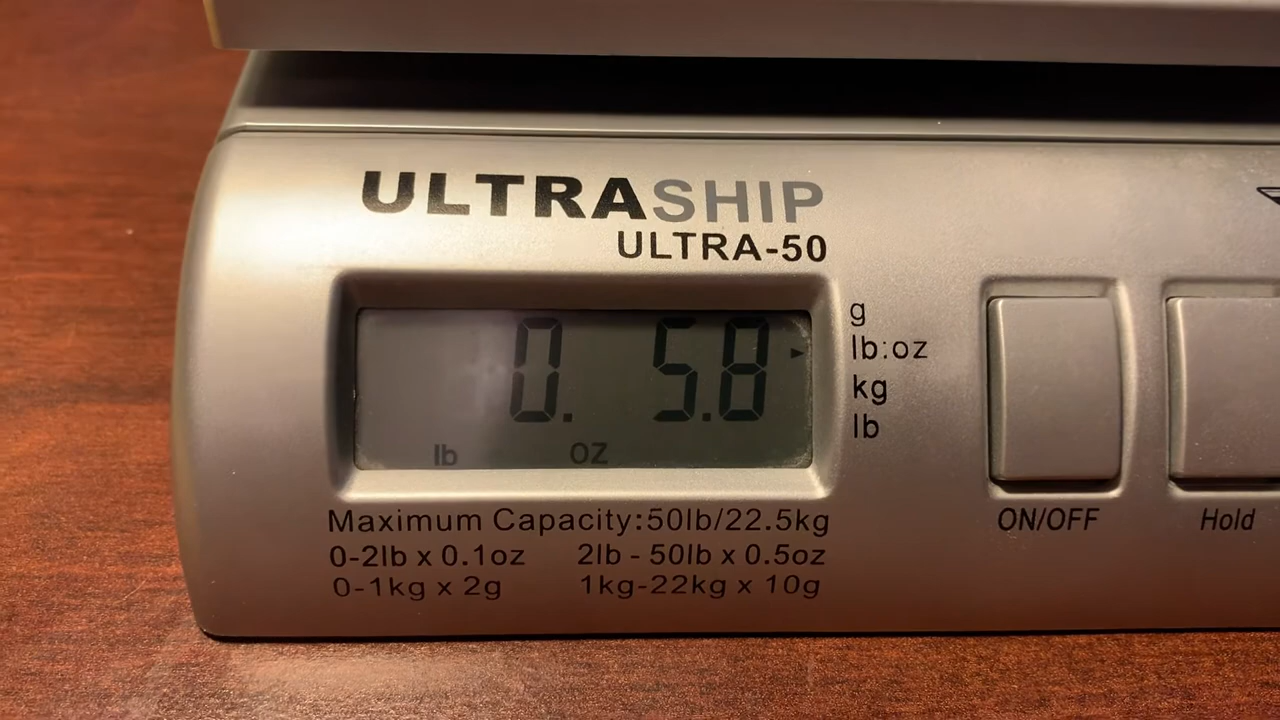 ULTRASHIP
ULTRA-50
0. 5.8
lb oz
g
lb:oz
kg
lb
ON/OFF
Hold
Maximum Capacity:50lb/22.5kg
0-2lb x 0.1oz 2lb - 50lb x 0.5oz
0-1kg x 2g 1kg-22kg x 10g